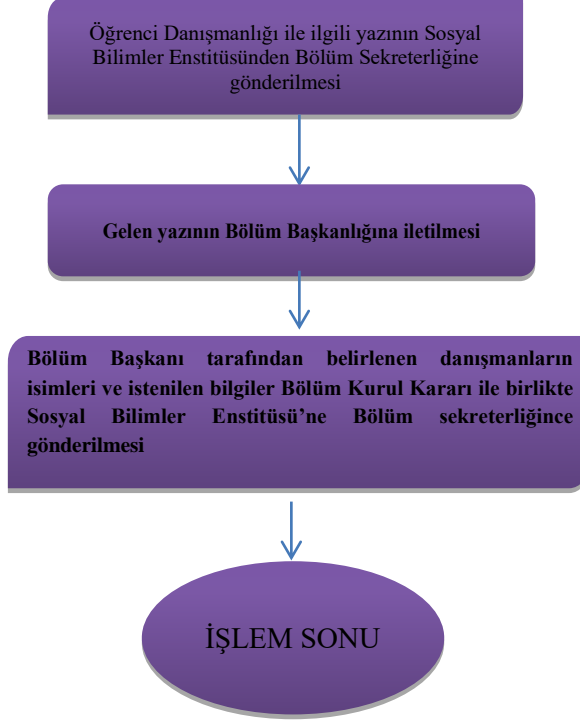 Öğrenci Danışmanlığı ile ilgili yazının Sosyal
Bilimler Enstitüsünden Bölüm Sekreterliğine
gönderilmesi
Gelen yazının Bölüm Başkanlığına iletilmesi
Bölüm Başkanı tarafından belirlenen danışmanların
isimleri ve istenilen bilgiler Bölüm Kurul Kararı ile birlikte
Sosyal Bilimler Enstitüsü’ne Bölüm sekreterliğince
gönderilmesi
İŞLEM SONU